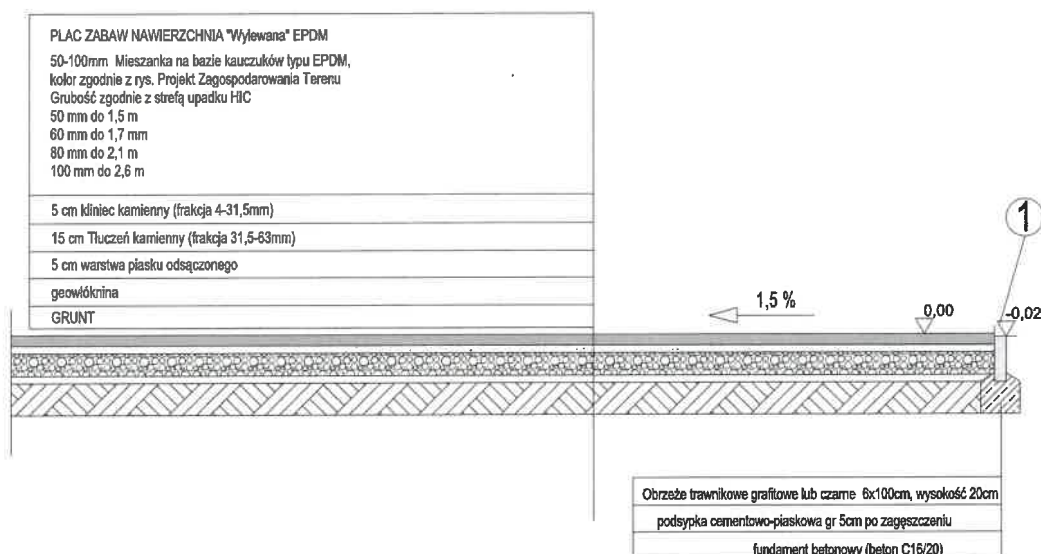 PLAC ZABAW NAWIERZCHNIA "Wylewana" EPDM
50-100mm Mieszanka na bazie kauczuków typu EPDM,
kolor zgodnie z rys. Projekt Zagospodarowania Terenu
Grubość zgodnie z strefą upadku HIC
50 mm do 1,5 m
60 mm do 1,7 mm
80 mm do 2,1 m
100 mm do 2,6 m
5 cm kliniec kamienny (frakcja 4-31,5mm)
15 cm Tłuczeń kamienny (frakcja 31,5-63mm)
5 cm warstwa piasku odsączonego
geowłóknina
GRUNT
1
1,5 %
0,00
-0,02
Obrzeże trawnikowe grafitowe lub czarne 6x100cm, wysokość 20cm
podsypka cementowo-piaskowa gr 5cm po zagęszczeniu
fundament betonowy (beton C16/20)